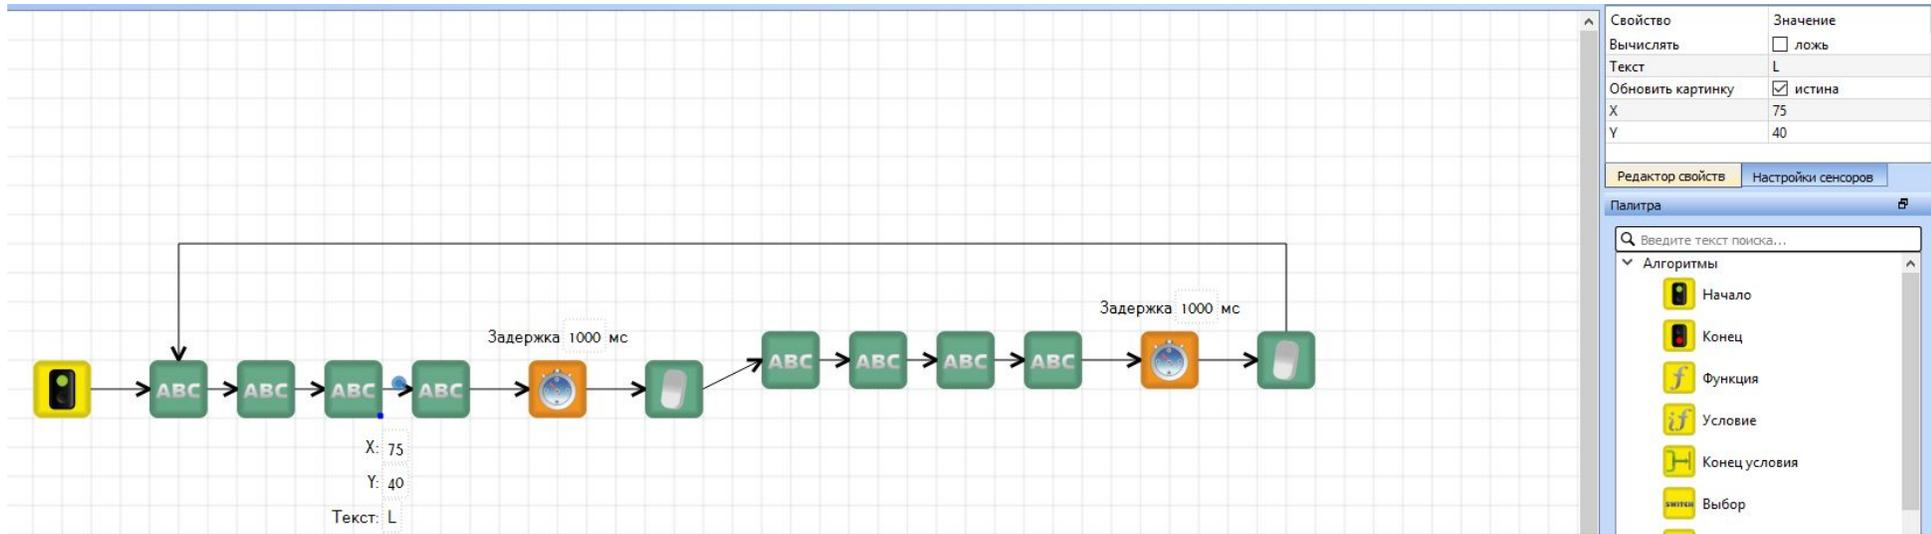 Свойство Значение
Вычислять ложь
Текст L
Обновить картинку истина
X 75
Y 40
Редактор свойств Настройки сенсоров
Палитра
Введите текст поиска...
Алгоритмы
Начало
Конец
Функция
Условие
Конец условия
SWITCH Выбор
if
Задержка 1000 мс
Задержка 1000 мс
ABC ABC ABC ABC
ABC ABC ABC ABC
X: 75
Y: 40
Текст: L